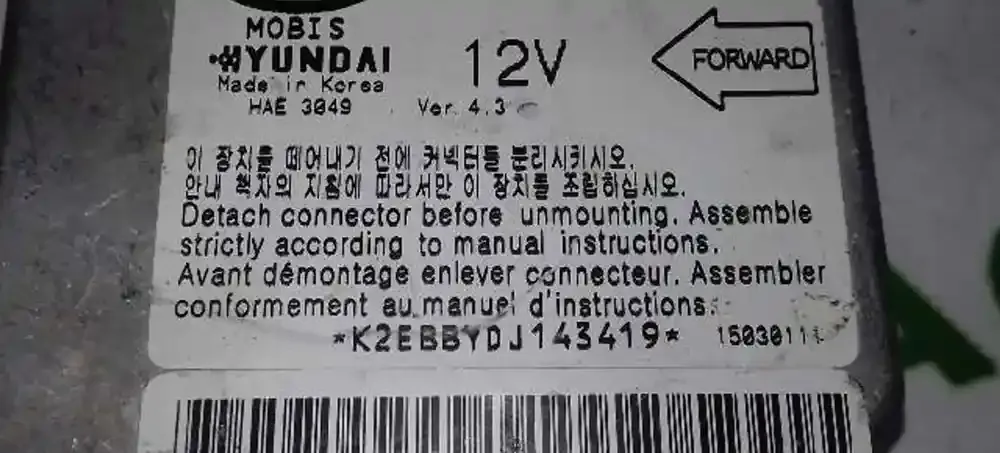 MOBIS
HYUNDAI
12V
FORWARD
Made in Korea
HAE 3049
Ver. 4.3
이 장치를 떼어내기 전에 커넥터를 분리시키시오.
안내 책자의 지침에 따라서만 이 장치를 조립하십시오.
Detach connector before unmounting. Assemble
strictly according to manual instructions.
Avant démontage enlever connecteur. Assembler
conformement au manuel d'instructions.
*K2EBBYDJ143419*